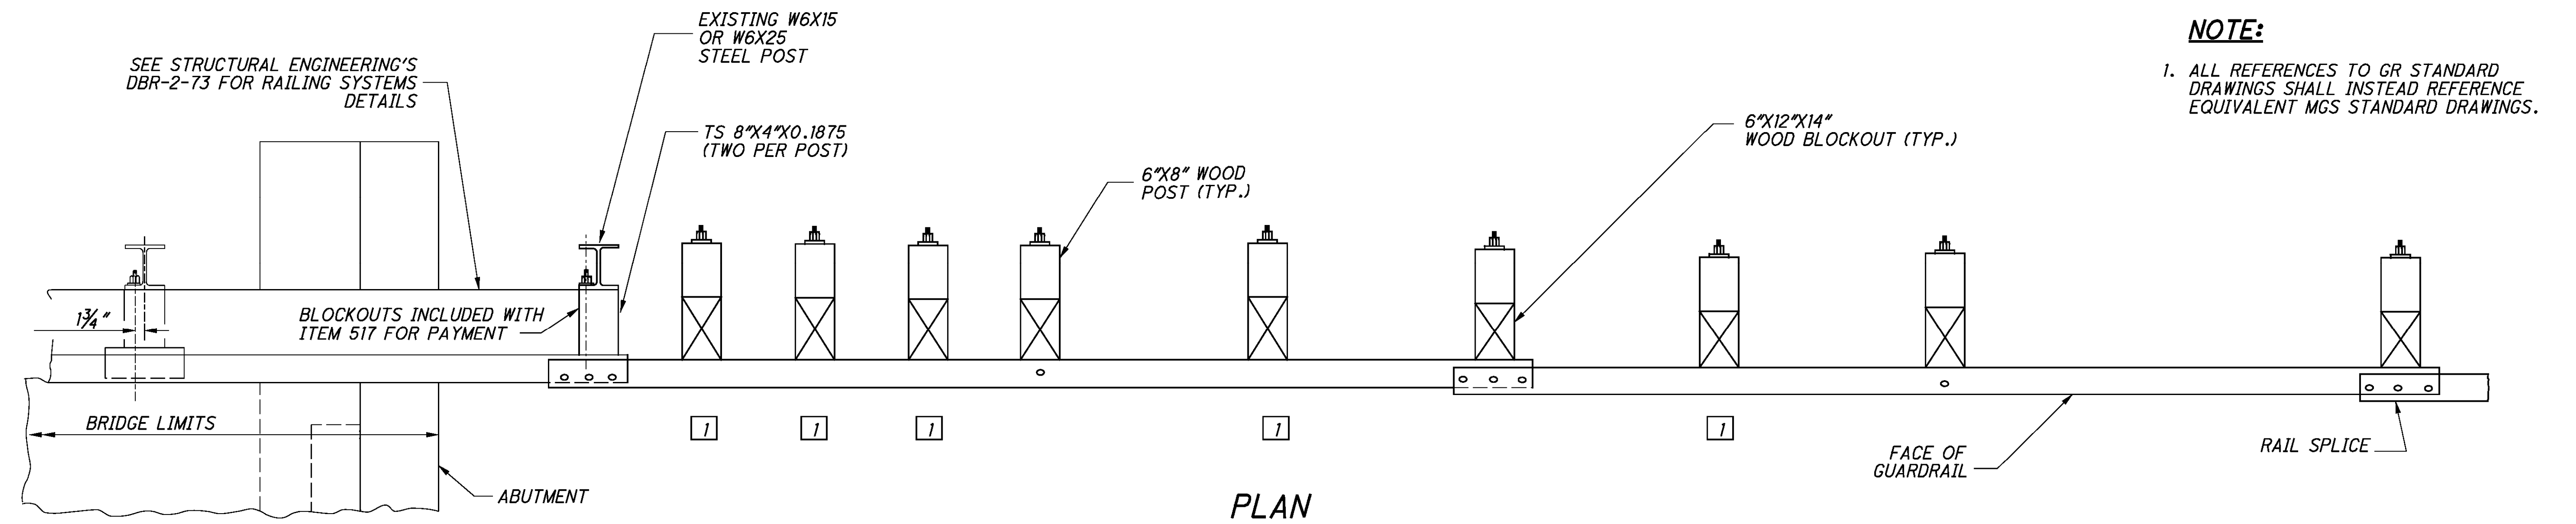 EXISTING W6X15
OR W6X25
STEEL POST
SEE STRUCTURAL ENGINEERING'S
DBR-2-73 FOR RAILING SYSTEMS
DETAILS
TS 8"X4"X0.1875
(TWO PER POST)
6"X8" WOOD
POST (TYP.)
6"X12"X14"
WOOD BLOCKOUT (TYP.)
NOTE:
1. ALL REFERENCES TO GR STANDARD
DRAWINGS SHALL INSTEAD REFERENCE
EQUIVALENT MGS STANDARD DRAWINGS.
1¾"
BLOCKOUTS INCLUDED WITH
ITEM 517 FOR PAYMENT
BRIDGE LIMITS
1
1
1
1
1
ABUTMENT
FACE OF
GUARDRAIL
RAIL SPLICE
PLAN